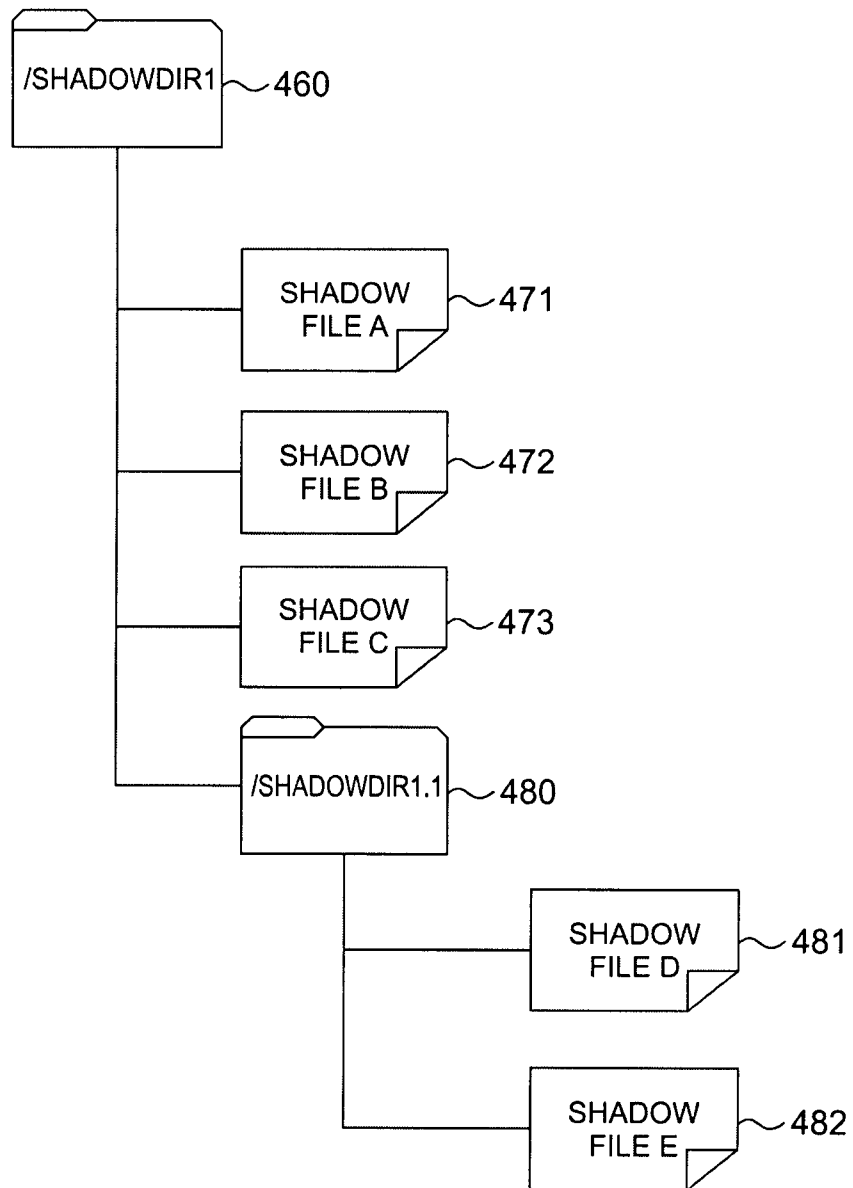 /SHADOWDIR1
460
SHADOW
FILE A
471
SHADOW
FILE B
472
SHADOW
FILE C
473
/SHADOWDIR1.1
480
SHADOW
FILE D
481
SHADOW
FILE E
482